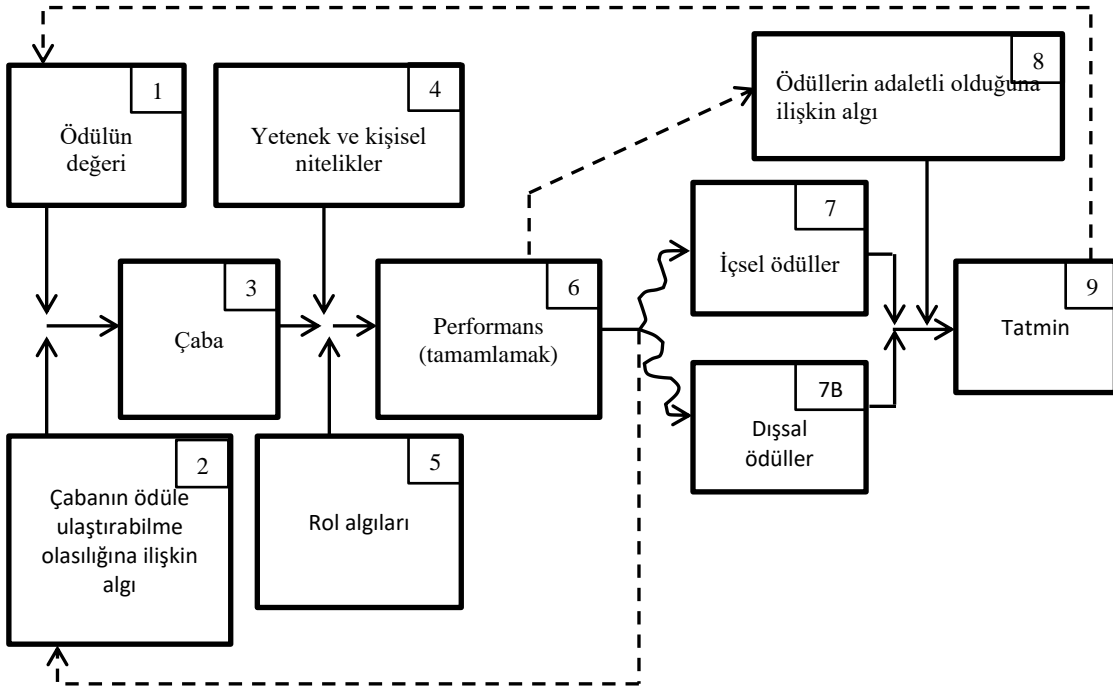 1
Ödülün
değeri
4
Yetenek ve kişisel
nitelikler
8
Ödüllerin adaletli olduğuna
ilişkin algı
3
Çaba
6
Performans
(tamamlamak)
7
İçsel ödüller
9
Tatmin
2
Çabanın ödüle
ulaştırabilme
olasılığına ilişkin
algı
5
Rol algıları
7B
Dışsal
ödüller